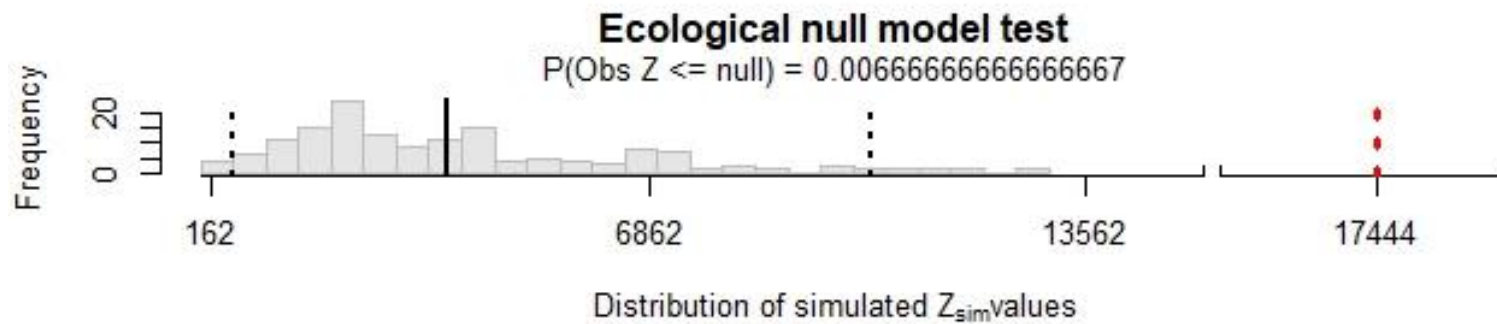 Ecological null model test
P(Obs Z <= null) = 0.00666666666666667
Frequency
20
0
162 6862 13562 17444
Distribution of simulated Zsimvalues